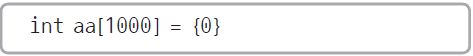 int aa[1000] = {0}